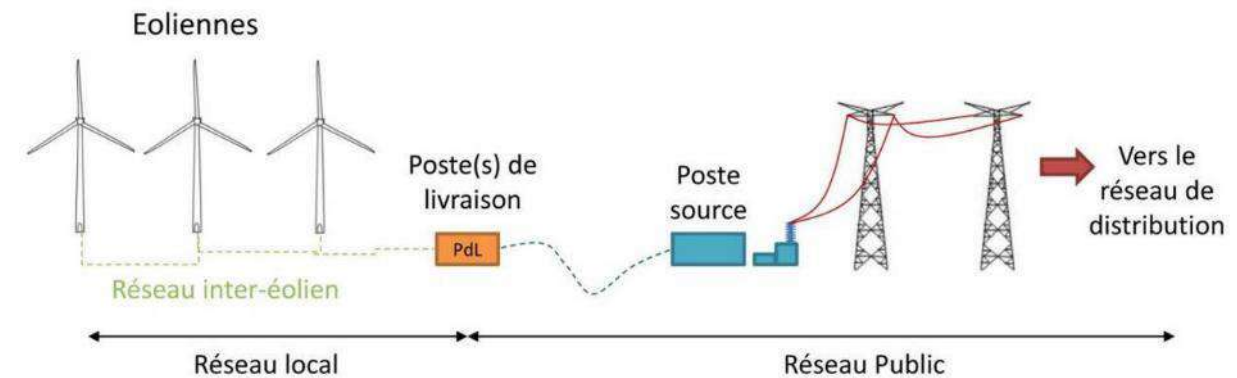 Eoliennes
Poste(s) de
livraison
PdL
Poste
source
Vers le
réseau de
distribution
Réseau inter-éolien
Réseau local
Réseau Public